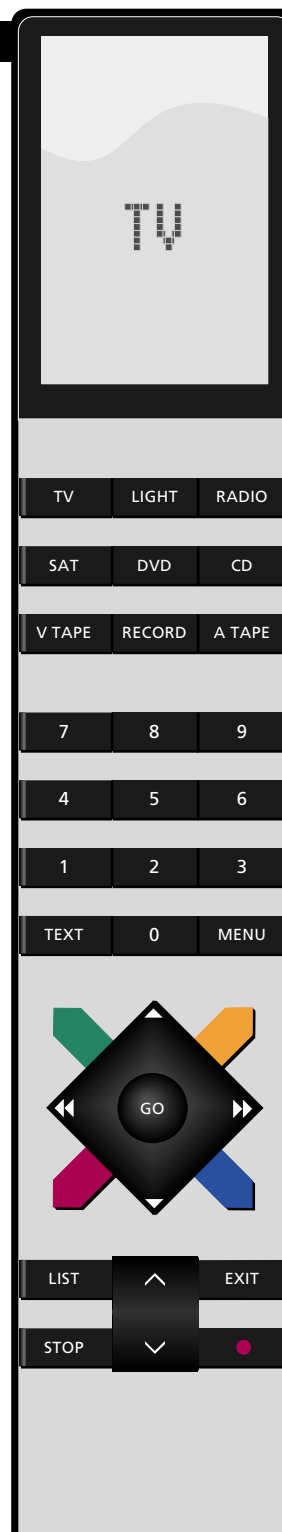 TV
TV LIGHT RADIO
SAT DVD CD
V TAPE RECORD A TAPE
7 8 9
4 5 6
1 2 3
TEXT 0 MENU
GO
LIST EXIT
STOP